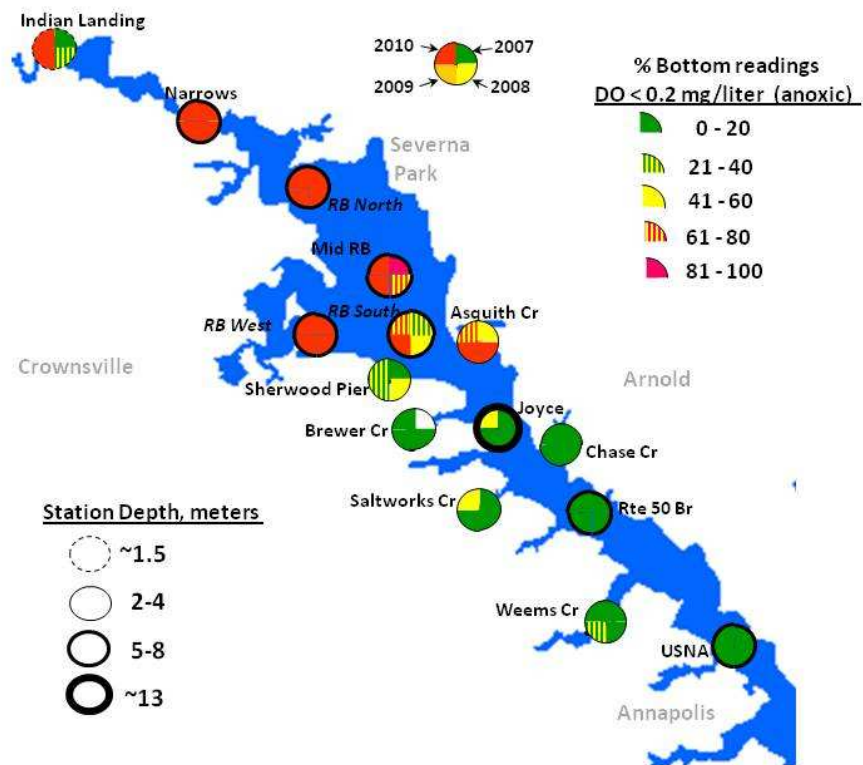 Indian Landing
2010
2007
2009
2008
% Bottom readings
DO < 0.2 mg/liter (anoxic)
0 - 20
21 - 40
41 - 60
61 - 80
81 - 100
Narrows
Severna
Park
RB North
Mid RB
RB West
RB South
Asquith Cr
Crownsville
Sherwood Pier
Arnold
Brewer Cr
Joyce
Chase Cr
Saltworks Cr
Rte 50 Br
Station Depth, meters
~1.5
2-4
5-8
~13
Weems Cr
USNA
Annapolis